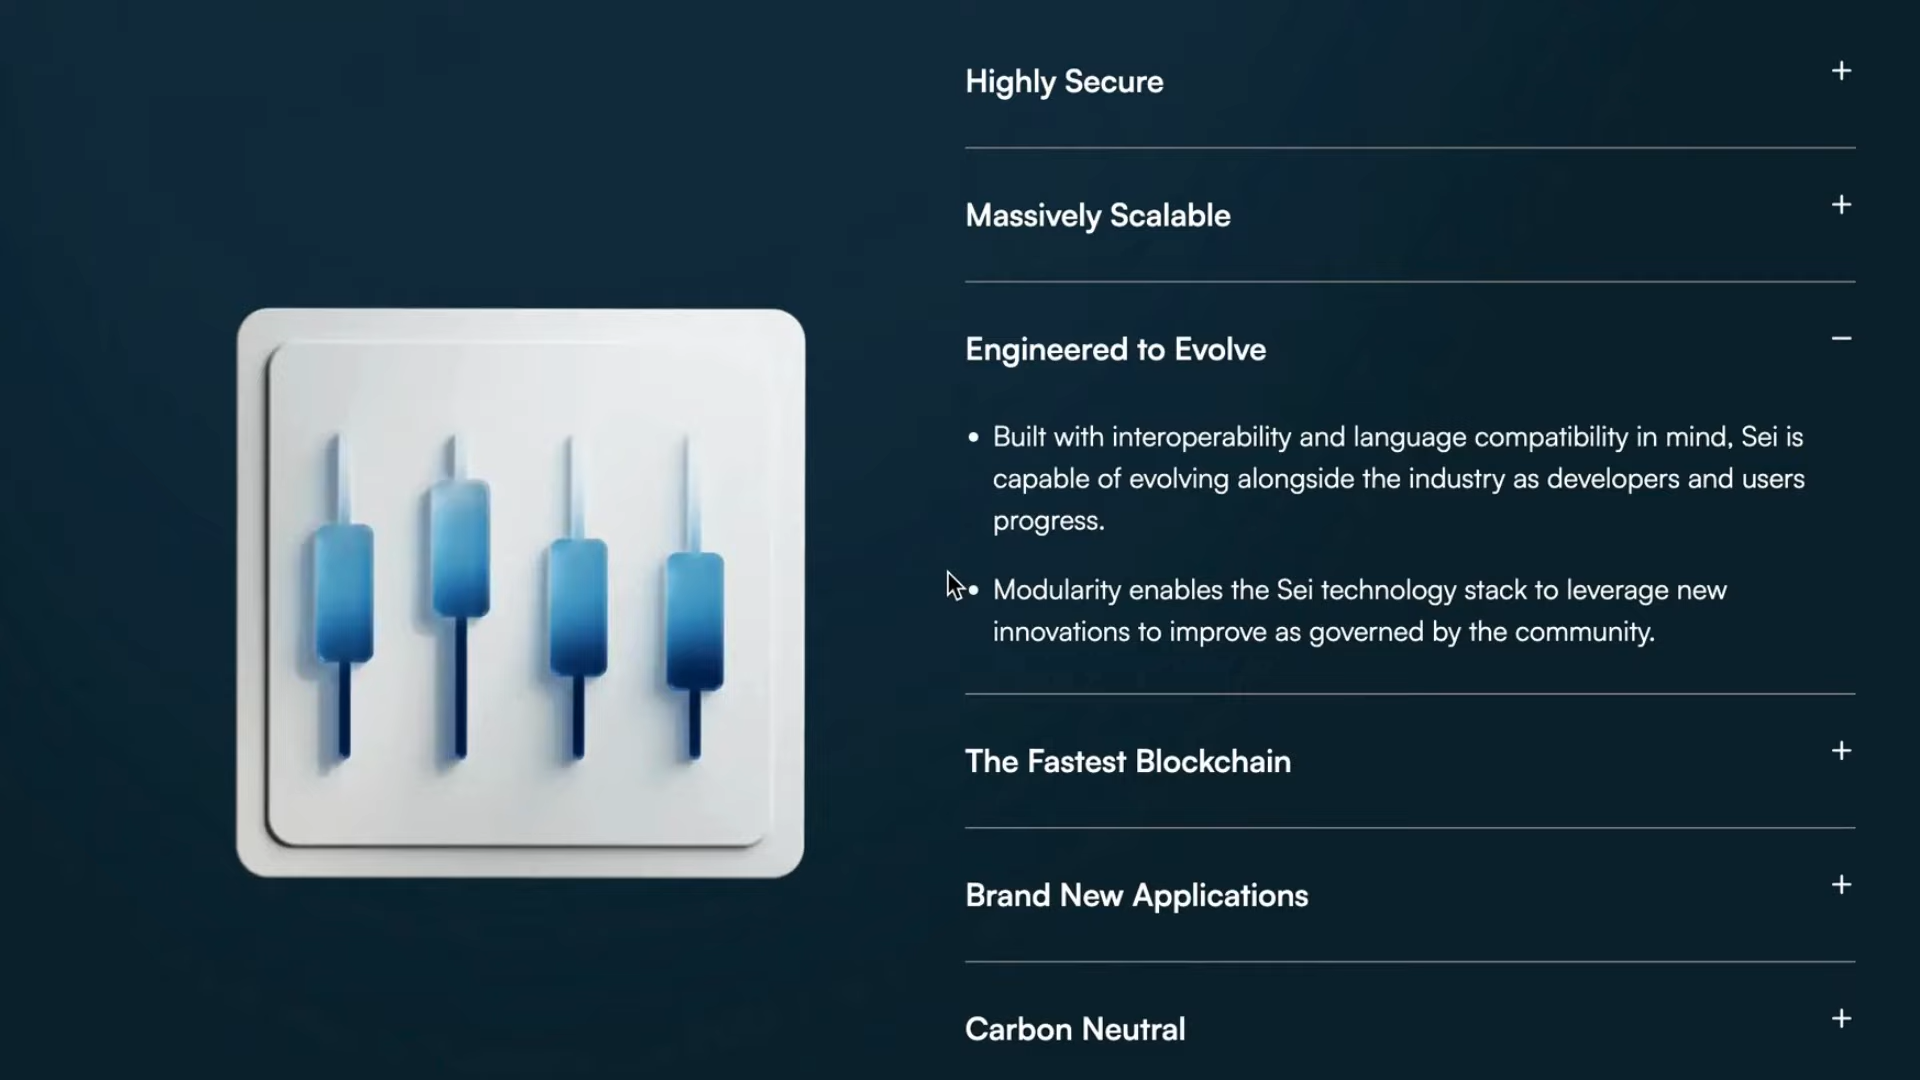 Highly Secure
Massively Scalable
Engineered to Evolve
• Built with interoperability and language compatibility in mind, Sei is
capable of evolving alongside the industry as developers and users
progress.
• Modularity enables the Sei technology stack to leverage new
innovations to improve as governed by the community.
The Fastest Blockchain
Brand New Applications
Carbon Neutral